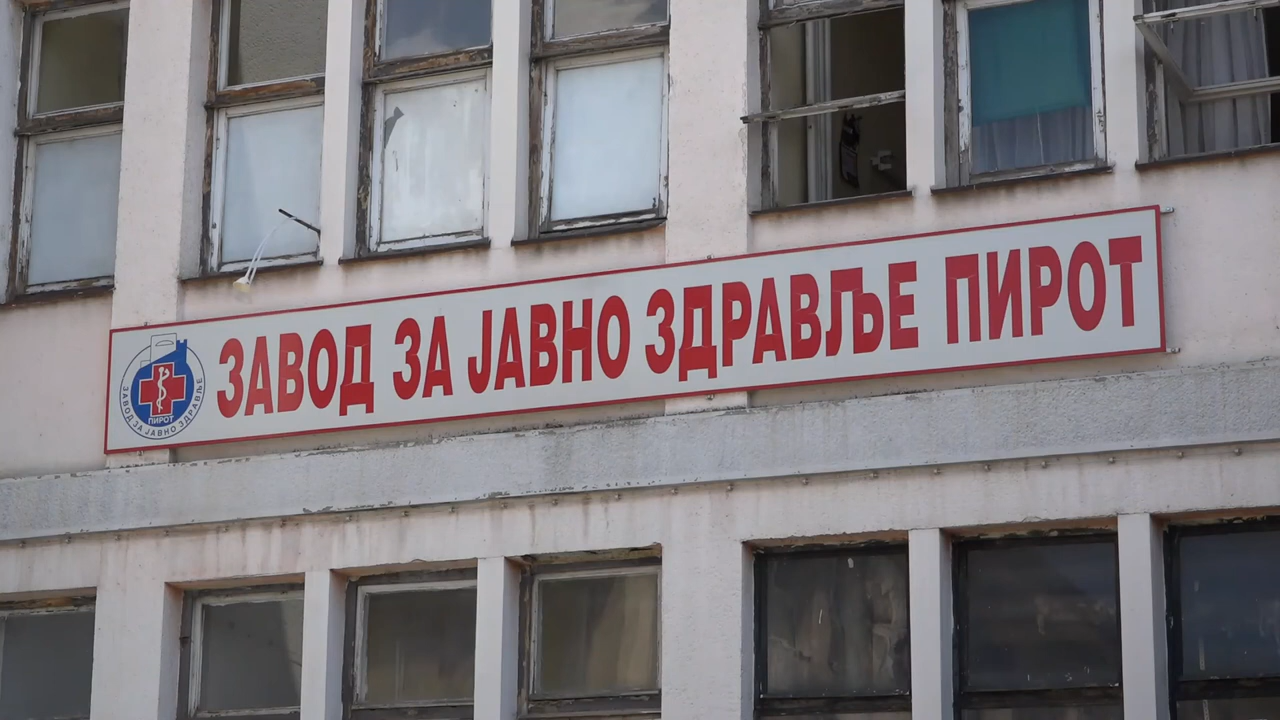 ЗАВОД ЗА ЈАВНО ЗДРАВЉЕ ПИРОТ
ПИРОТ
ЗАВОД ЗА ЈАВНО ЗДРАВЉЕ